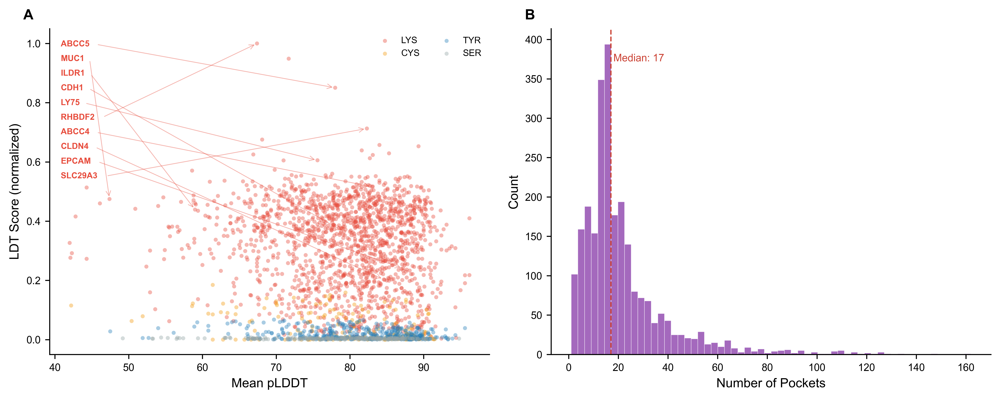 A
LDT Score (normalized)
1.0
0.8
0.6
0.4
0.2
0.0
ABCC5
MUC1
ILDR1
CDH1
LY75
RHBDF2
ABCC4
CLDN4
EPCAM
SLC29A3
LYS
CYS
TYR
SER
40 50 60 70 80 90
Mean pLDDT
B
Count
400
350
300
250
200
150
100
50
0
Median: 17
0 20 40 60 80 100 120 140 160
Number of Pockets